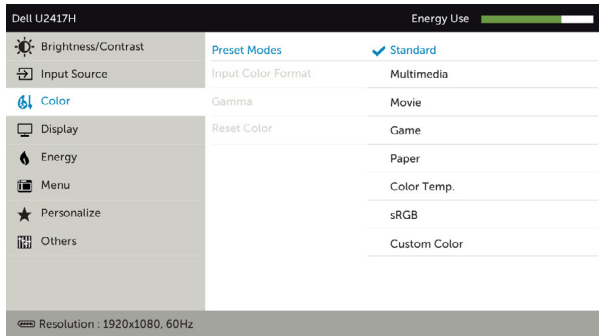 Dell U2417H Energy Use
Brightness/Contrast
Input Source
Color
Display
Energy
Menu
Personalize
Others
Preset Modes
Input Color Format
Gamma
Reset Color
Standard
Multimedia
Movie
Game
Paper
Color Temp.
sRGB
Custom Color
Resolution : 1920x1080, 60Hz